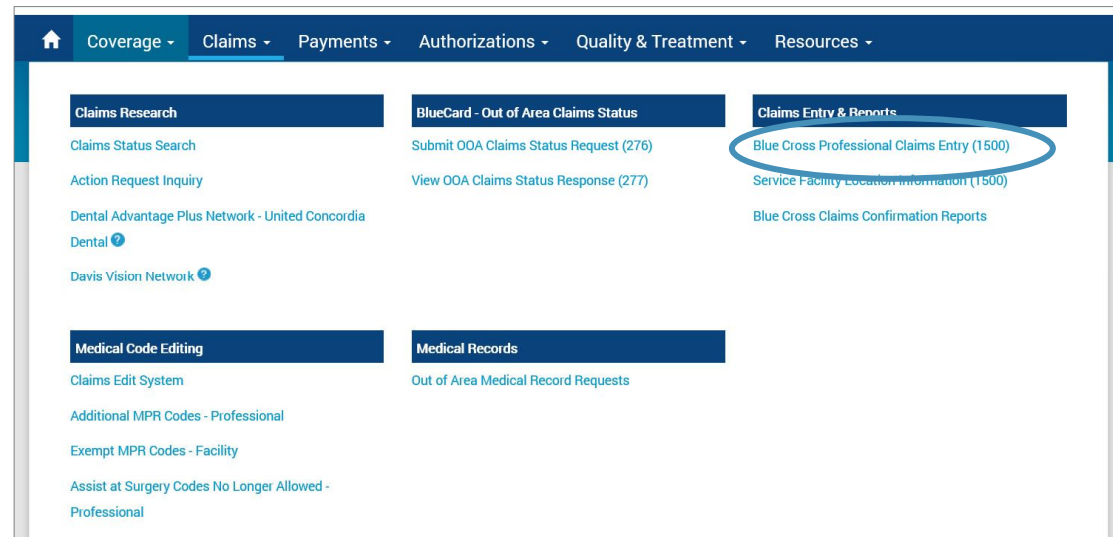 Coverage Claims Payments Authorizations Quality & Treatment Resources
Claims Research
Claims Status Search
Action Request Inquiry
Dental Advantage Plus Network - United Concordia
Dental ?
Davis Vision Network ?
BlueCard - Out of Area Claims Status
Submit OOA Claims Status Request (276)
View OOA Claims Status Response (277)
Claims Entry & Reports
Blue Cross Professional Claims Entry (1500)
Service Facility Location Information (1500)
Blue Cross Claims Confirmation Reports
Medical Code Editing
Claims Edit System
Additional MPR Codes - Professional
Exempt MPR Codes - Facility
Assist at Surgery Codes No Longer Allowed -
Professional
Medical Records
Out of Area Medical Record Requests